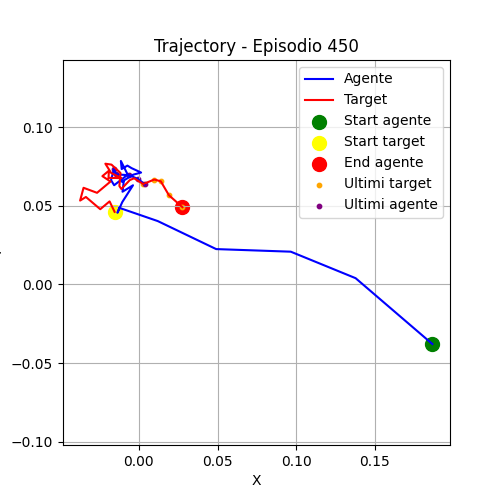 Trajectory - Episodio 450
Agente
Target
Start agente
Start target
End agente
Ultimi target
Ultimi agente
0.10
0.05
0.00
−0.05
−0.10
0.00
0.05
0.10
0.15
X